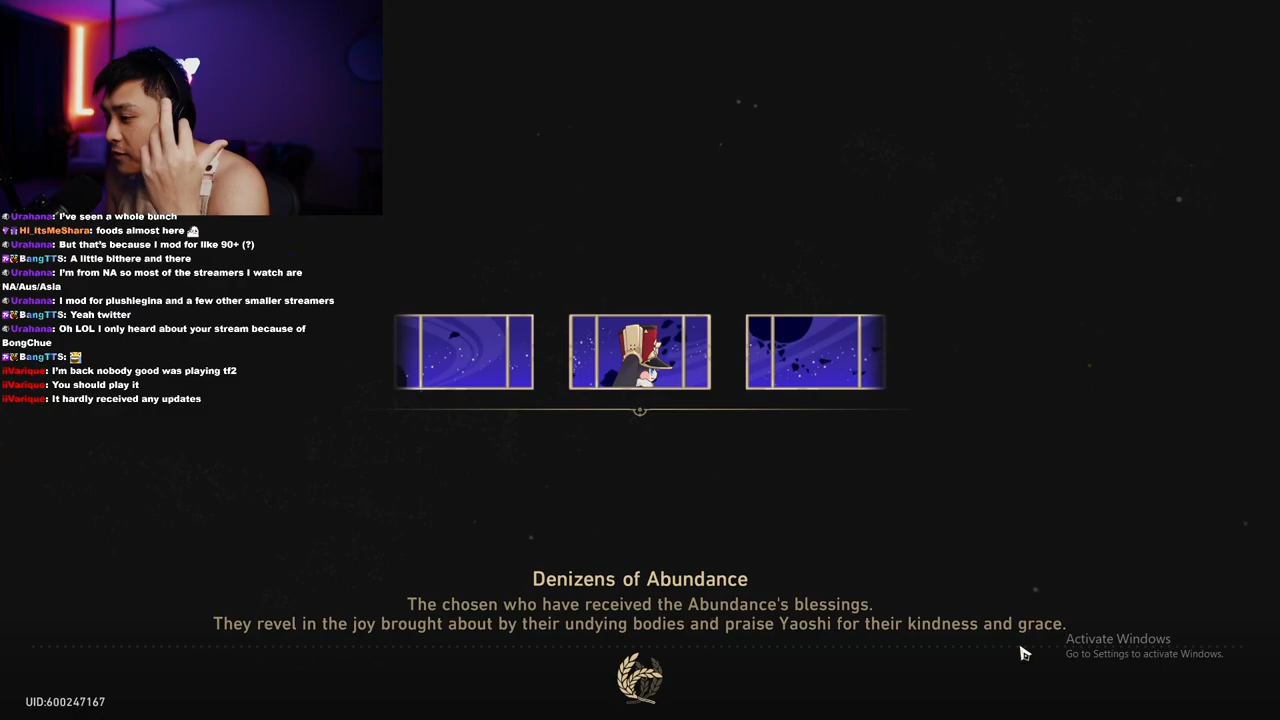 Urahana: I've seen a whole bunch
Hi_ItsMeShara: foods almost here
Urahana: But that's because I mod for like 90+ (?)
BangTTS: A little bithere and there
Urahana: I'm from NA so most of the streamers I watch are
NA/Aus/Asia
Urahana: I mod for plushiegina and a few other smaller streamers
BangTTS: Yeah twitter
Urahana: Oh LOL I only heard about your stream because of
BongChue
BangTTS:
iiVarique: I'm back nobody good was playing tf2
iiVarique: You should play it
iiVarique: It hardly received any updates
Denizens of Abundance
The chosen who have received the Abundance's blessings.
They revel in the joy brought about by their undying bodies and praise Yaoshi for their kindness and grace.
Activate Windows
Go to Settings to activate Windows.
UID:600247167